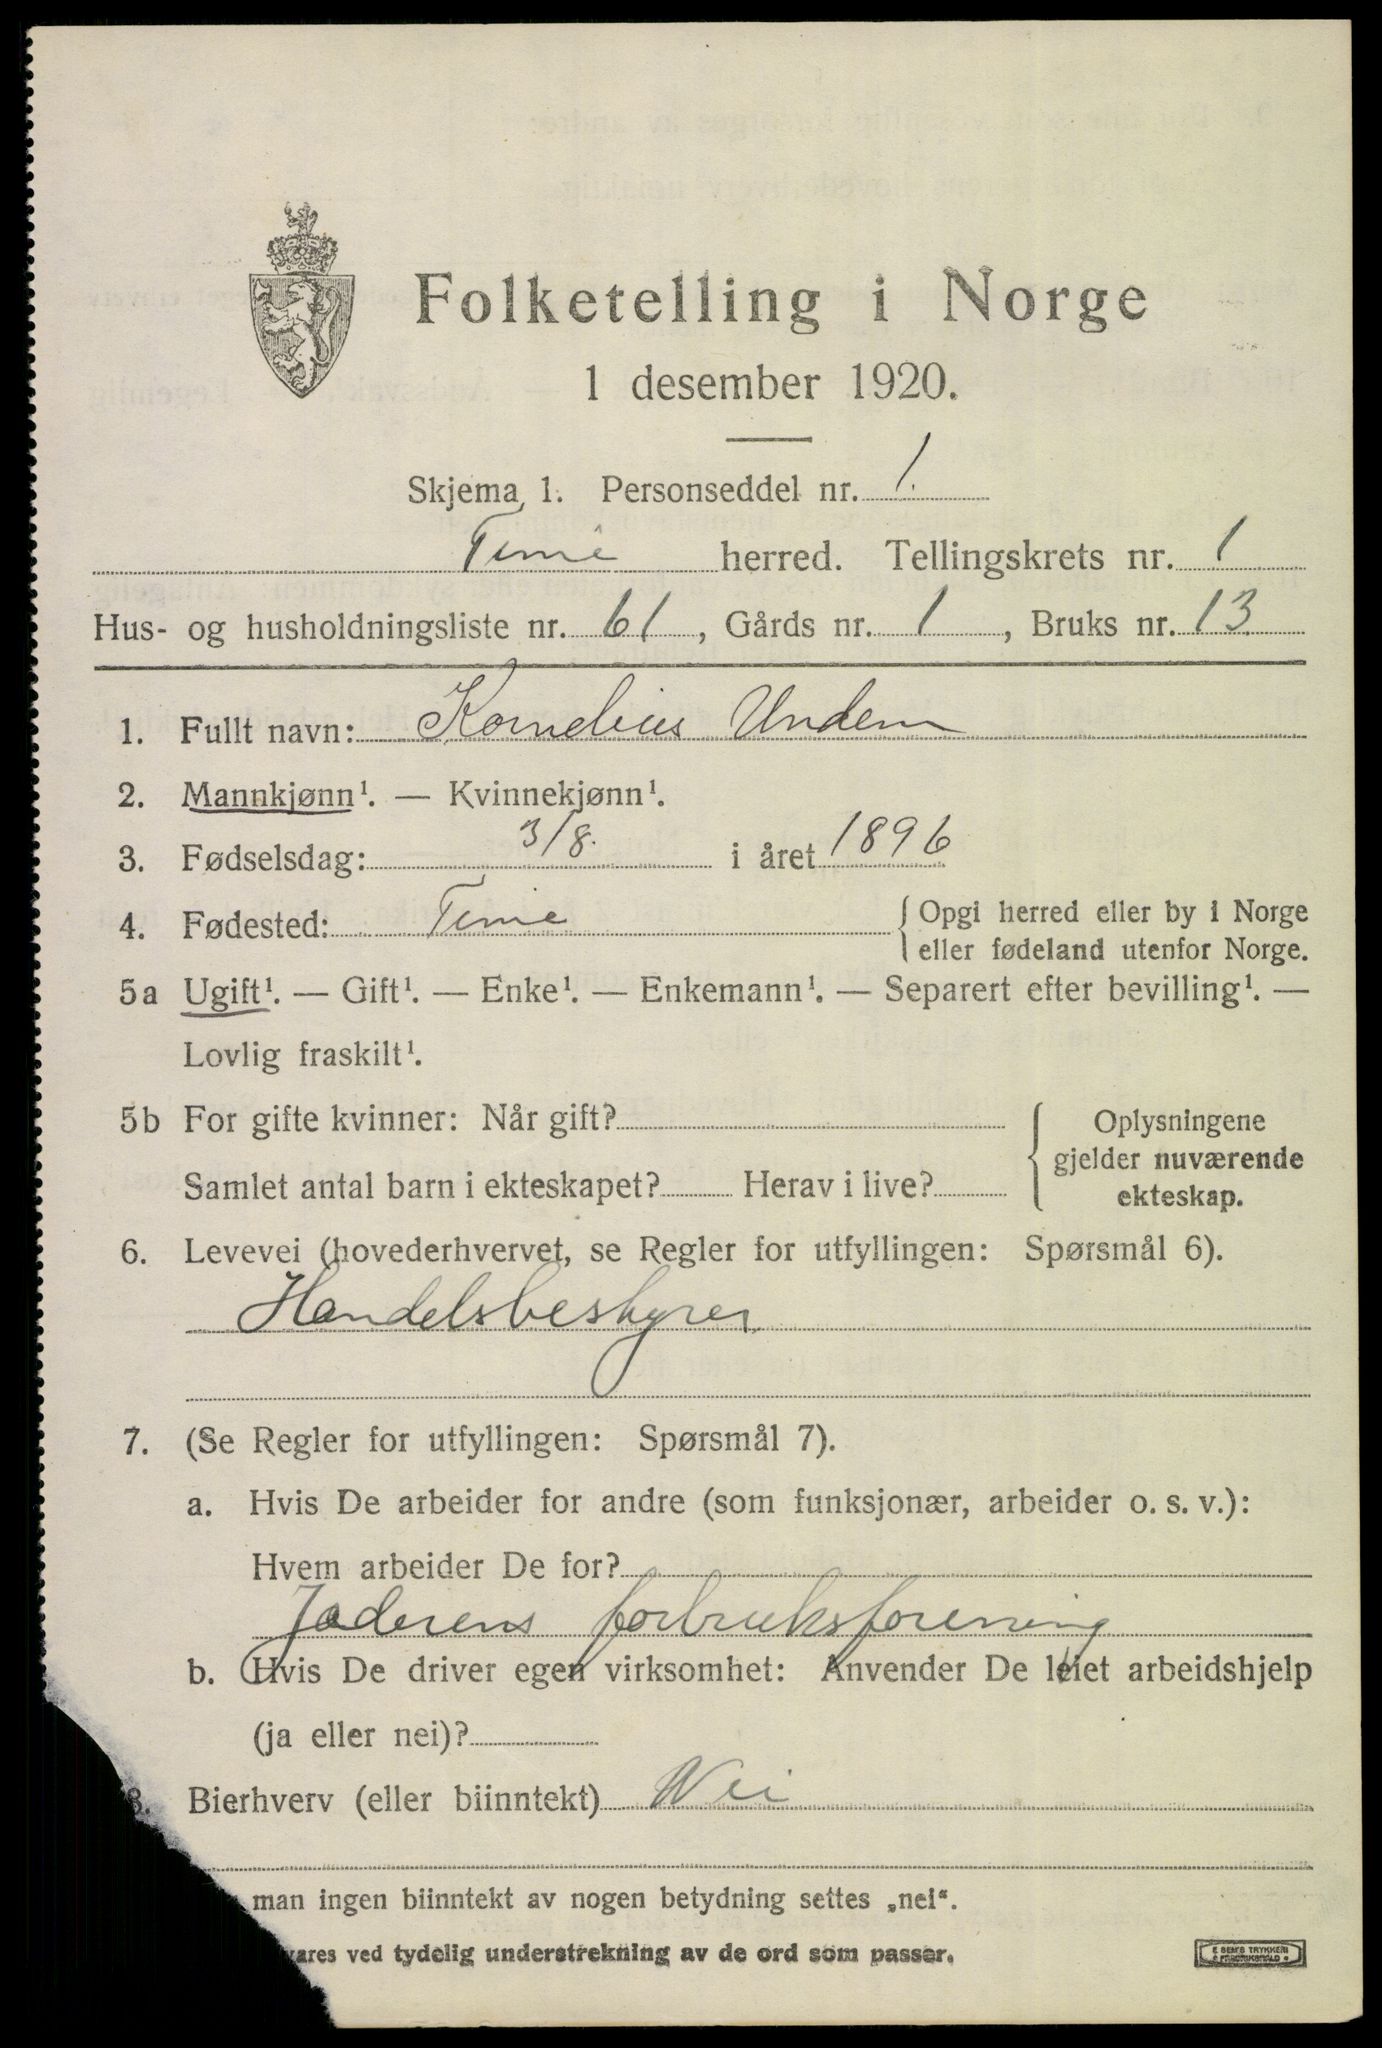 Folketelling i Norge
1 desember 1920.
Skjema 1. Personseddel nr. 1.
Time herred. Tellingskrets nr. 1
Hus- og husholdningsliste nr. 61, Gårds nr. 1, Bruks nr. 13
1. Fullt navn: Kornelius Undem
2. Mannkjønn¹. — Kvinnekjønn¹.
3. Fødselsdag: 3/8. i året 1896
4. Fødested: Time {Opgi herred eller by i Norge
eller fødeland utenfor Norge.
5a Ugift¹. — Gift¹. — Enke¹. — Enkemann¹. — Separert efter bevilling¹. —
Lovlig fraskilt¹.
5b For gifte kvinner: Når gift?
Samlet antal barn i ekteskapet? Herav i live?
Oplysningene
gjelder nuværende
ekteskap.
6. Levevei (hovederhvervet, se Regler for utfyllingen: Spørsmål 6).
Handelsbestyrer
7. (Se Regler for utfyllingen: Spørsmål 7).
a. Hvis De arbeider for andre (som funksjonær, arbeider o. s. v.):
Hvem arbeider De for?
Jaderens forbruksforening
b. Hvis De driver egen virksomhet: Anvender De leiet arbeidshjelp
(ja eller nei)?
8. Bierhverv (eller biinntekt) Nei
man ingen biinntekt av nogen betydning settes „nei“.
vares ved tydelig understrekning av de ord som passer.
E SEM'S TRYKKERI
FREDRIKSHALD